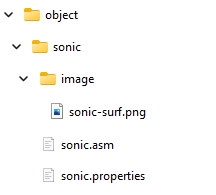 object
sonic
image
sonic-surf.png
sonic.asm
sonic.properties